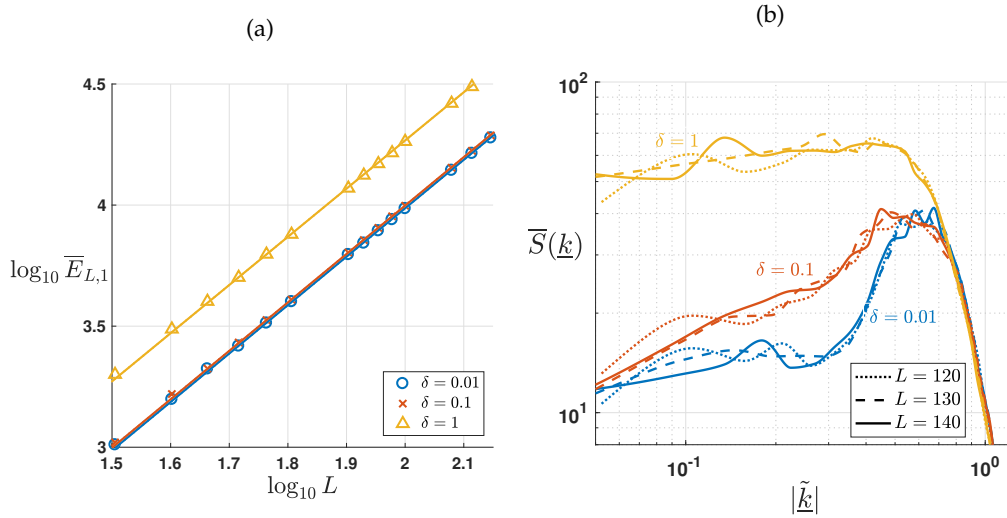 (a)
4.5
4
3.5
3
log₁₀ E̅_{L,1}
1.5 1.6 1.7 1.8 1.9 2 2.1
log₁₀ L
δ = 0.01
δ = 0.1
δ = 1
(b)
10²
10¹
S̅(k̲)
δ = 1
δ = 0.1
δ = 0.01
L = 120
L = 130
L = 140
10⁻¹ 10⁰
|k̲̃|